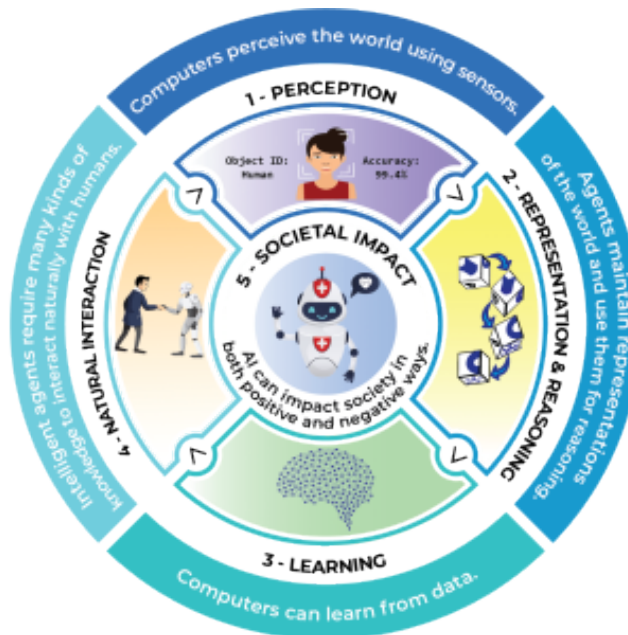 Computers perceive the world using sensors.
1 - PERCEPTION
Object ID:
Human
Accuracy:
99.4%
2 - REPRESENTATION & REASONING
Agents maintain representations
of the world and use them for reasoning.
3 - LEARNING
Computers can learn from data.
4 - NATURAL INTERACTION
Intelligent agents require many kinds of
knowledge to interact naturally with humans.
5 - SOCIETAL IMPACT
AI can impact society in
both positive and negative ways.